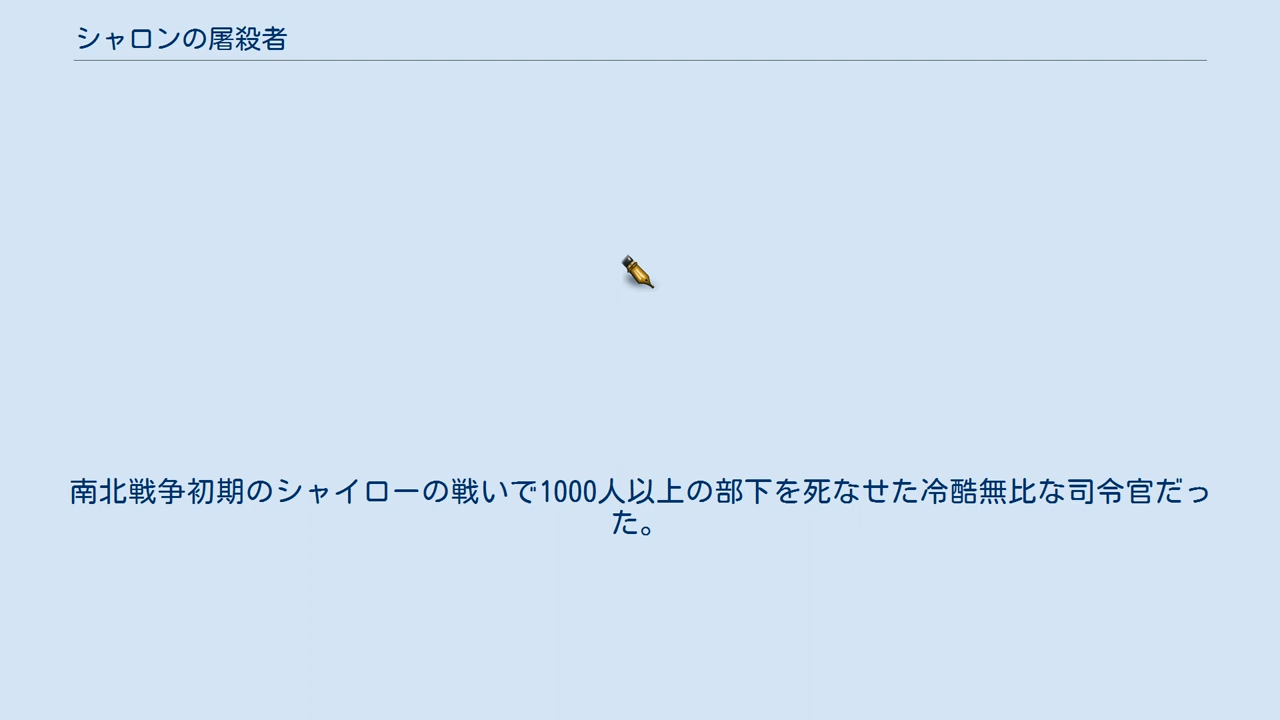 シャロンの屠殺者
南北戦争初期のシャイローの戦いで1000人以上の部下を死なせた冷酷無比な司令官だっ
た。